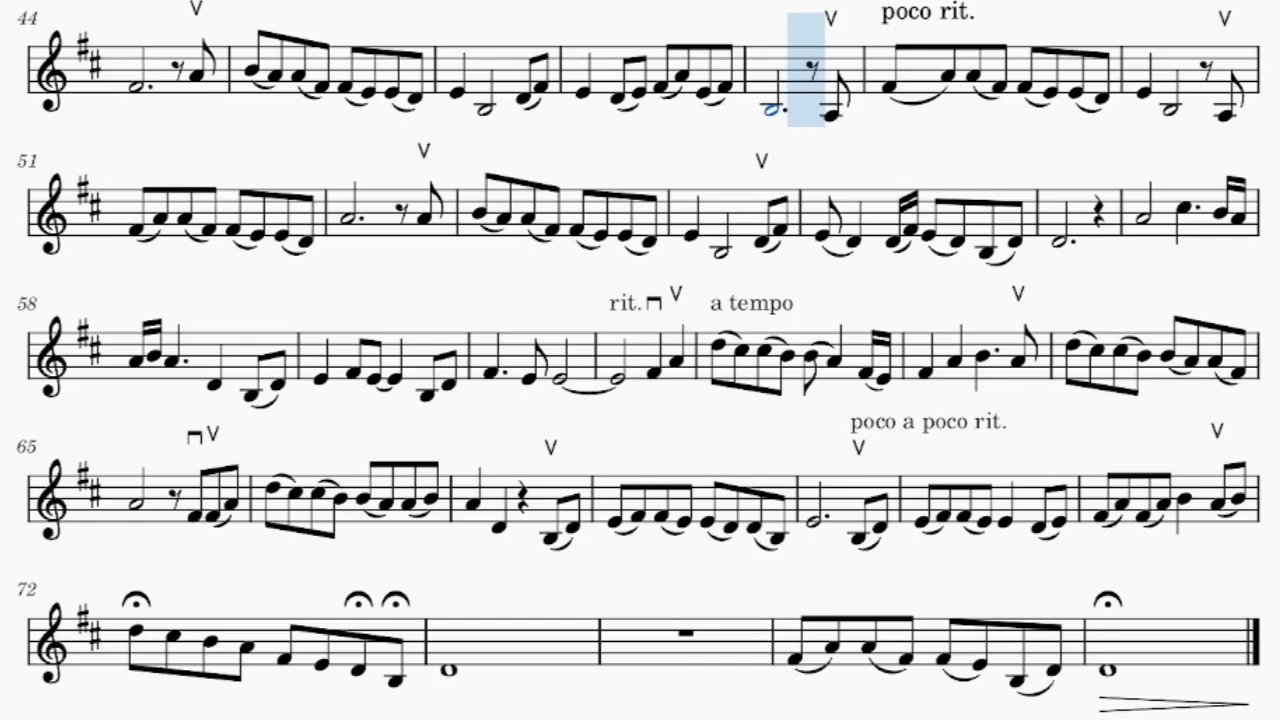 44
poco rit.
51
58
rit.
a tempo
65
poco a poco rit.
72